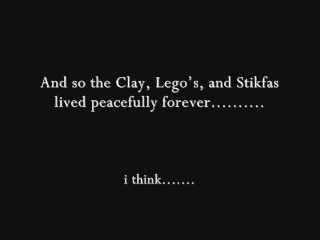 And so the Clay, Lego's, and Stikfas
lived peacefully forever..........
i think.......